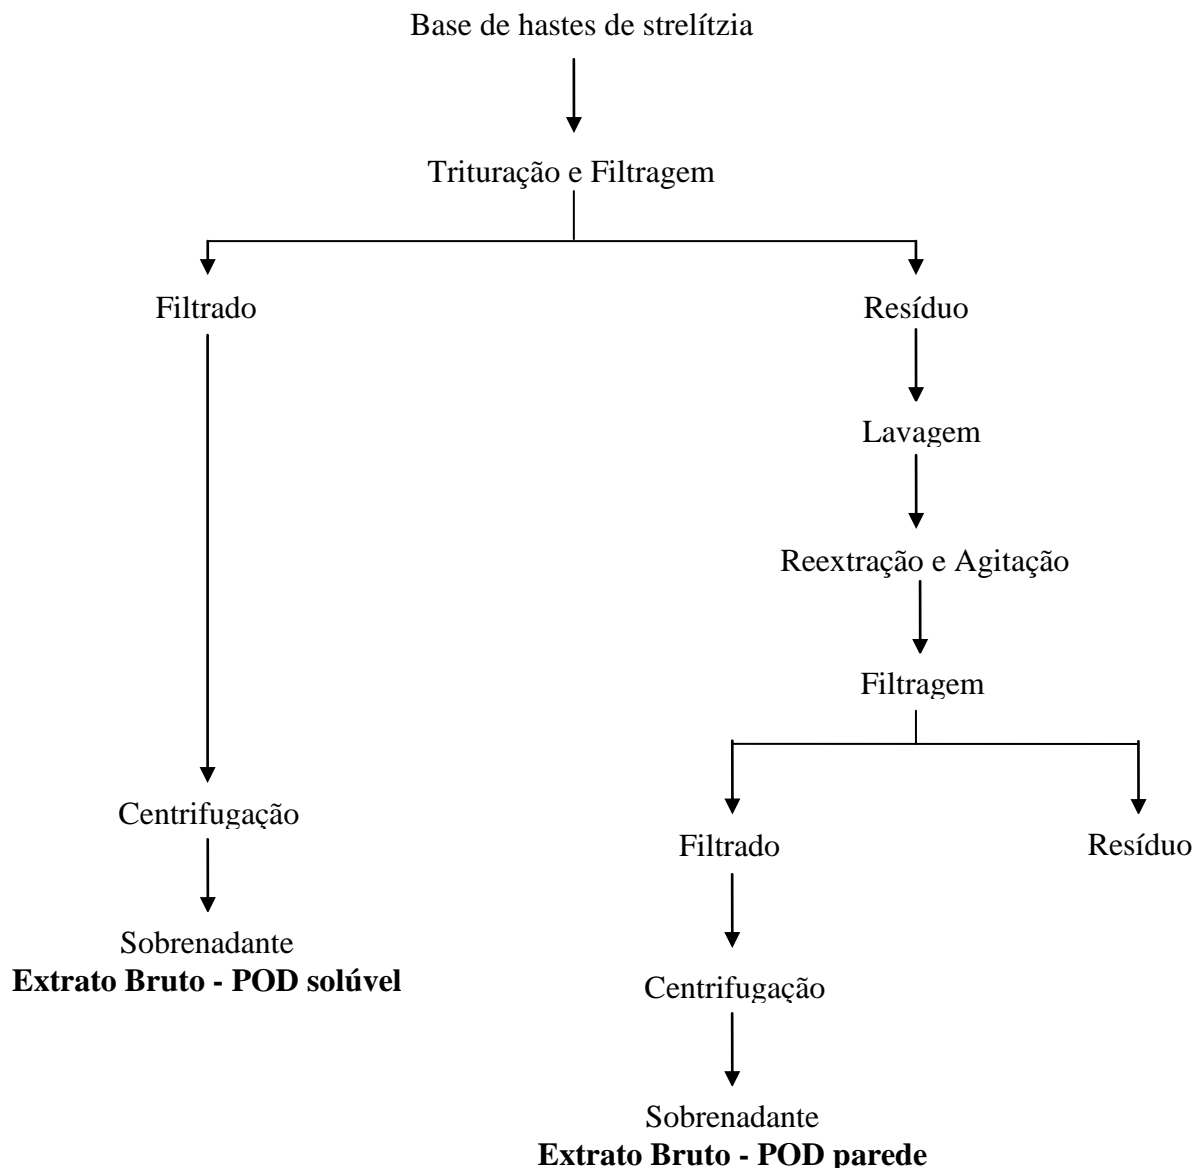 Base de hastes de strelítzia
Trituração e Filtragem
Filtrado
Resíduo
Lavagem
Reextração e Agitação
Filtragem
Centrifugação
Filtrado
Resíduo
Sobrenadante
Extrato Bruto - POD solúvel
Centrifugação
Sobrenadante
Extrato Bruto - POD parede